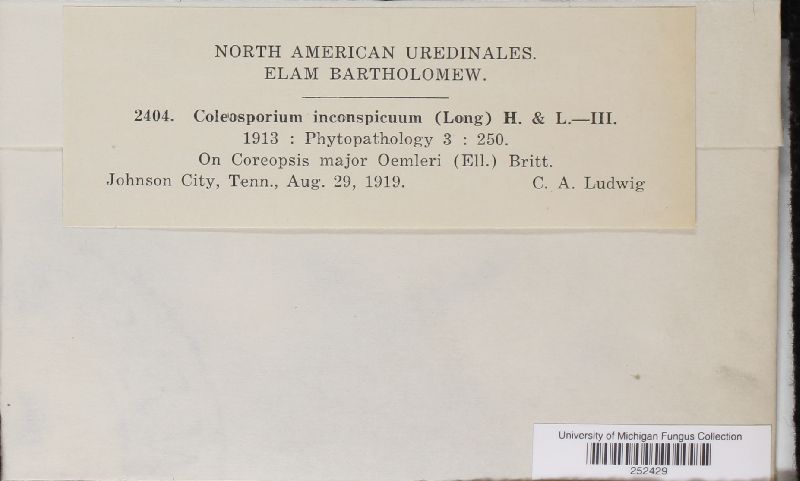 NORTH AMERICAN UREDINALES.
ELAM BARTHOLOMEW.
2404. Coleosporium inconspicuum (Long) H. & L.—III.
1913 : Phytopathology 3 : 250.
On Coreopsis major Oemleri (Ell.) Britt.
Johnson City, Tenn., Aug. 29, 1919. C. A. Ludwig
University of Michigan Fungus Collection
252429